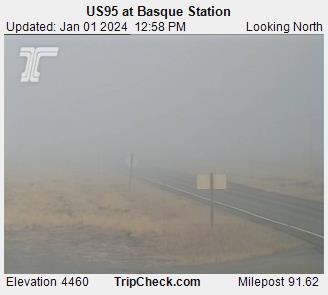 US95 at Basque Station
Updated: Jan 01 2024 12:58 PM Looking North
Elevation 4460 TripCheck.com Milepost 91.62